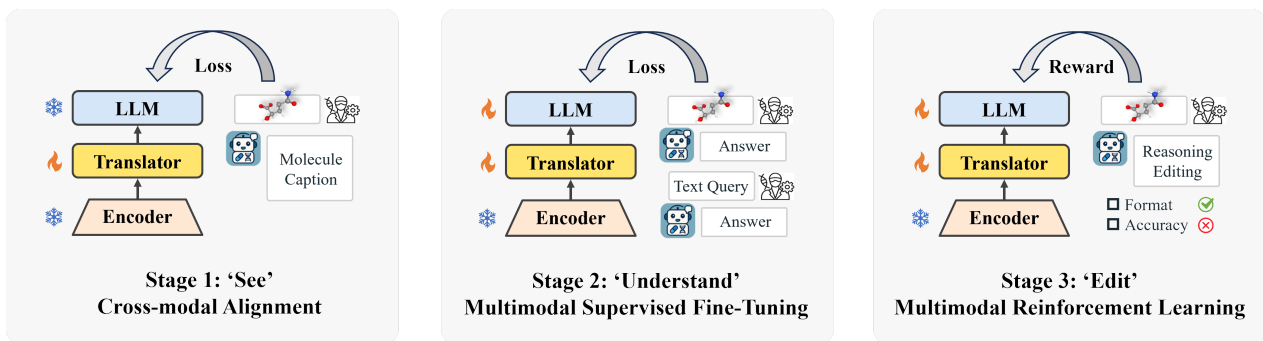 Loss
LLM
Translator
Molecule
Caption
Encoder
Stage 1: ‘See’
Cross-modal Alignment
Loss
LLM
Answer
Translator
Text Query
Encoder
Answer
Stage 2: ‘Understand’
Multimodal Supervised Fine-Tuning
Reward
LLM
Translator
Reasoning
Editing
Format
Encoder
Accuracy
Stage 3: ‘Edit’
Multimodal Reinforcement Learning